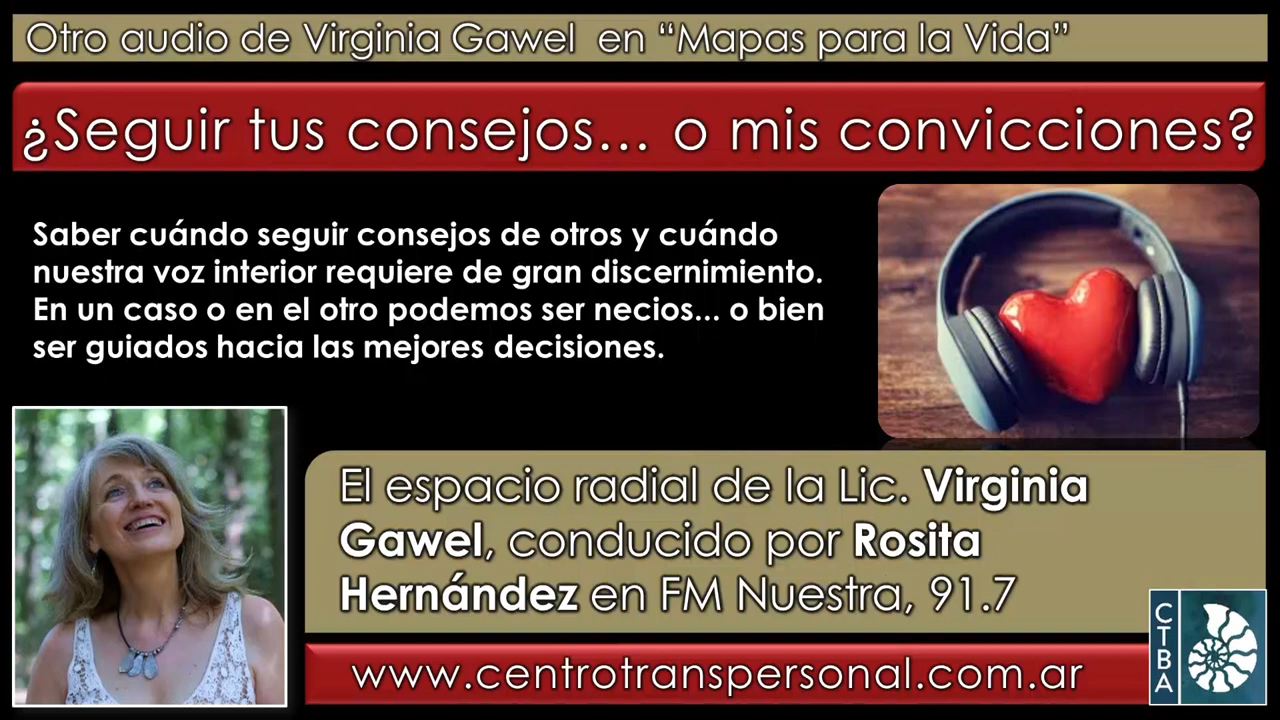 Otro audio de Virginia Gawel en “Mapas para la Vida”
¿Seguir tus consejos... o mis convicciones?
Saber cuándo seguir consejos de otros y cuándo
nuestra voz interior requiere de gran discernimiento.
En un caso o en el otro podemos ser necios... o bien
ser guiados hacia las mejores decisiones.
El espacio radial de la Lic. Virginia
Gawel, conducido por Rosita
Hernández en FM Nuestra, 91.7
www.centrotranspersonal.com.ar
CTBA